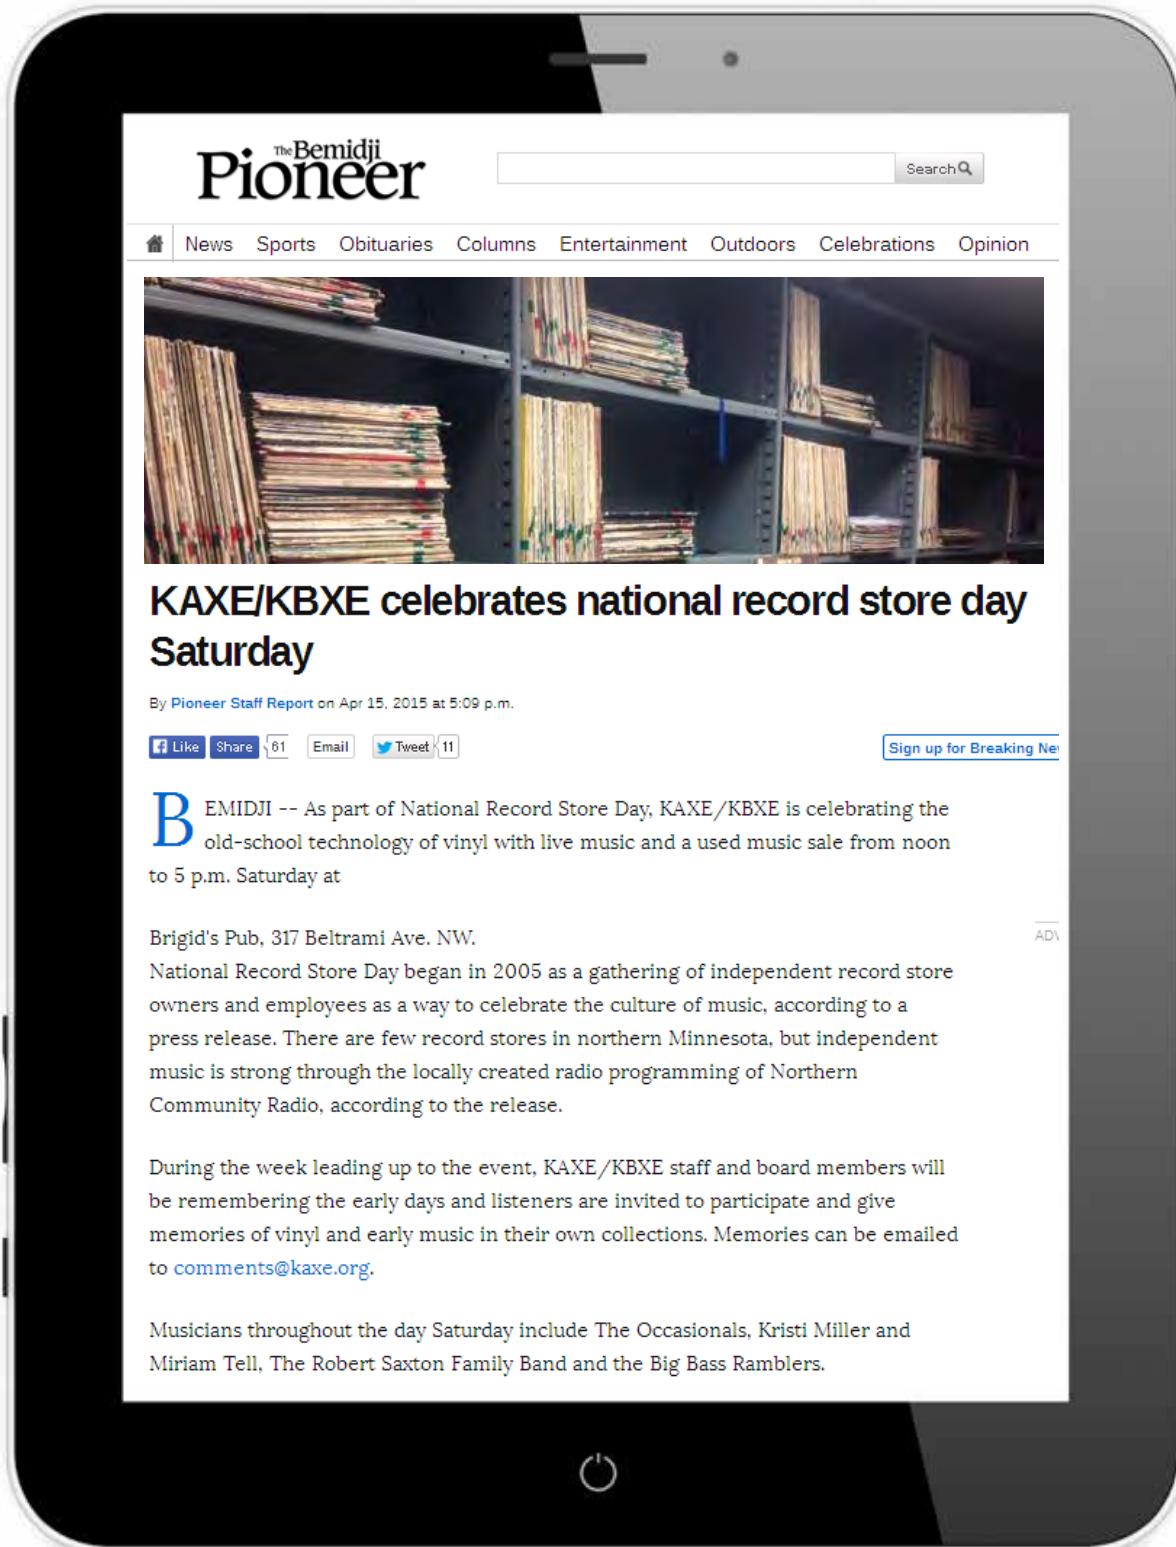 The Bemidji
Pioneer
Search
News Sports Obituaries Columns Entertainment Outdoors Celebrations Opinion
KAXE/KBXE celebrates national record store day
Saturday
By Pioneer Staff Report on Apr 15, 2015 at 5:09 p.m.
Like Share 61 Email Tweet 11
Sign up for Breaking Ne
BEMIDJI -- As part of National Record Store Day, KAXE/KBXE is celebrating the
old-school technology of vinyl with live music and a used music sale from noon
to 5 p.m. Saturday at
Brigid's Pub, 317 Beltrami Ave. NW.
ADV
National Record Store Day began in 2005 as a gathering of independent record store
owners and employees as a way to celebrate the culture of music, according to a
press release. There are few record stores in northern Minnesota, but independent
music is strong through the locally created radio programming of Northern
Community Radio, according to the release.
During the week leading up to the event, KAXE/KBXE staff and board members will
be remembering the early days and listeners are invited to participate and give
memories of vinyl and early music in their own collections. Memories can be emailed
to comments@kaxe.org.
Musicians throughout the day Saturday include The Occasionals, Kristi Miller and
Miriam Tell, The Robert Saxton Family Band and the Big Bass Ramblers.